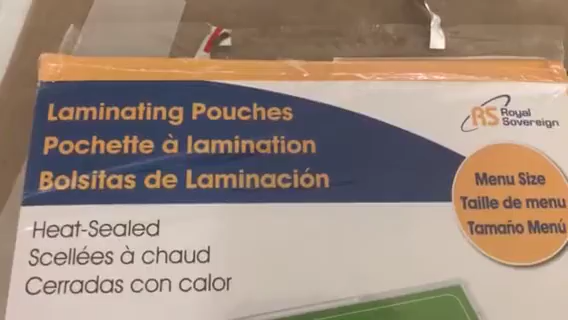 Laminating Pouches
Pochette à lamination
Bolsitas de Laminación
RS Royal Sovereign
Menu Size
Taille de menu
Tamaño Menú
Heat-Sealed
Scellées à chaud
Cerradas con calor